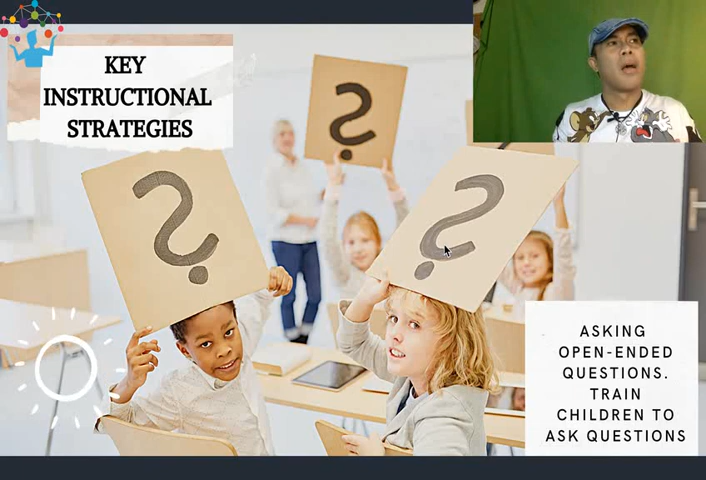 KEY
INSTRUCTIONAL
STRATEGIES
?
?
?
ASKING
OPEN-ENDED
QUESTIONS.
TRAIN
CHILDREN TO
ASK QUESTIONS